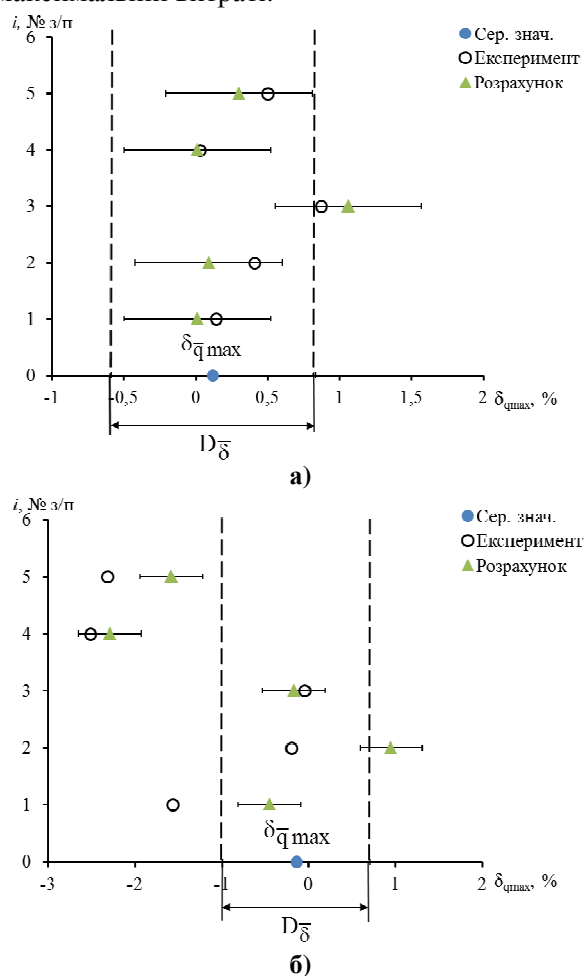 максимальній витраті.
i, № з/п
6
5
4
3
2
1
0
Сер. знач.
Експеримент
Розрахунок
δq̅ max
-1
-0,5
0
0,5
1
1,5
2
δqmax, %
Dδ̅
а)
i, № з/п
6
5
4
3
2
1
0
Сер. знач.
Експеримент
Розрахунок
δq̅ max
-3
-2
-1
0
1
2
δqmax, %
Dδ̅
б)